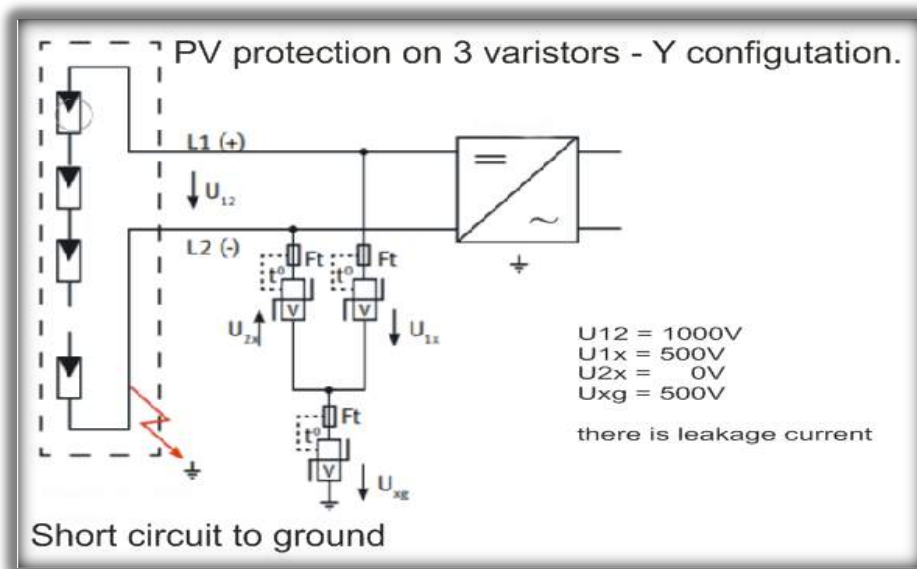 PV protection on 3 varistors - Y configutation.
L1 (+)
U12
L2 (-)
Ft
Ft
t°
t°
V
V
U2x
U1x
U12 = 1000V
U1x = 500V
U2x = 0V
Uxg = 500V
Ft
t°
there is leakage current
V
Uxg
Short circuit to ground